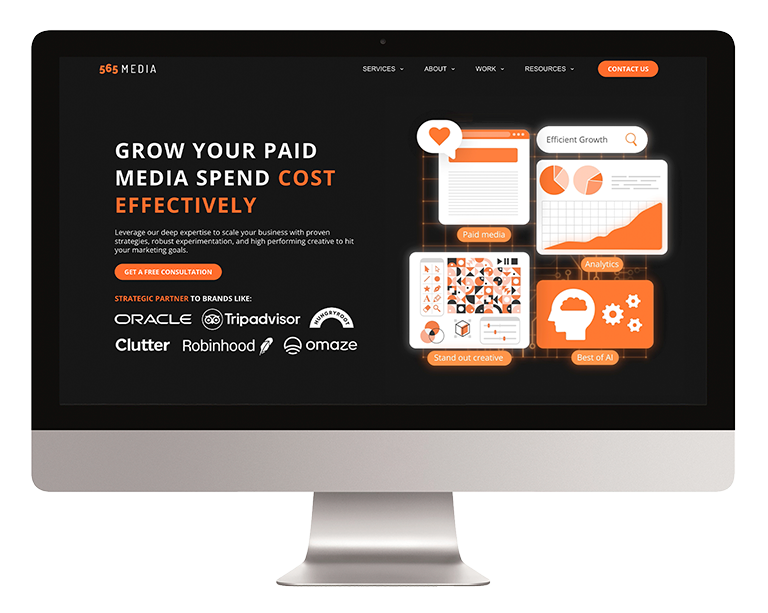 565 MEDIA
SERVICES
ABOUT
WORK
RESOURCES
CONTACT US
GROW YOUR PAID
MEDIA SPEND COST
EFFECTIVELY
Leverage our deep expertise to scale your business with proven
strategies, robust experimentation, and high performing creative to hit
your marketing goals.
GET A FREE CONSULTATION
STRATEGIC PARTNER TO BRANDS LIKE:
ORACLE
Tripadvisor
HUNGRYROOT
Clutter
Robinhood
omaze
Efficient Growth
Paid media
Analytics
A
Stand out creative
Best of AI